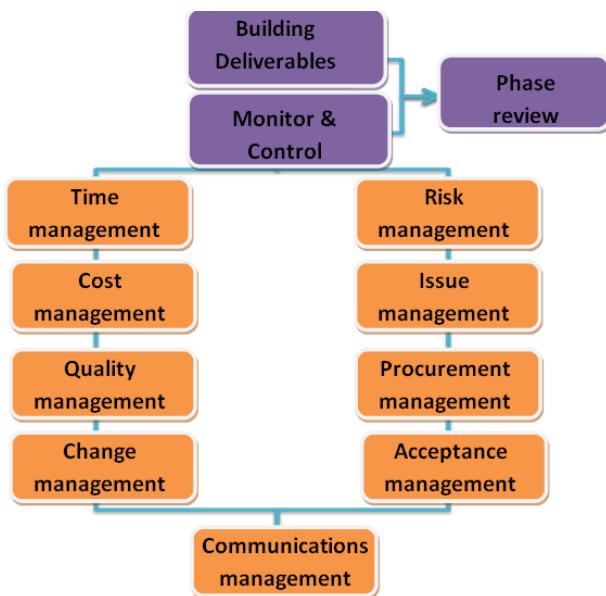 Building
Deliverables
Phase
review
Monitor &
Control
Time
management
Risk
management
Cost
management
Issue
management
Quality
management
Procurement
management
Change
management
Acceptance
management
Communications
management